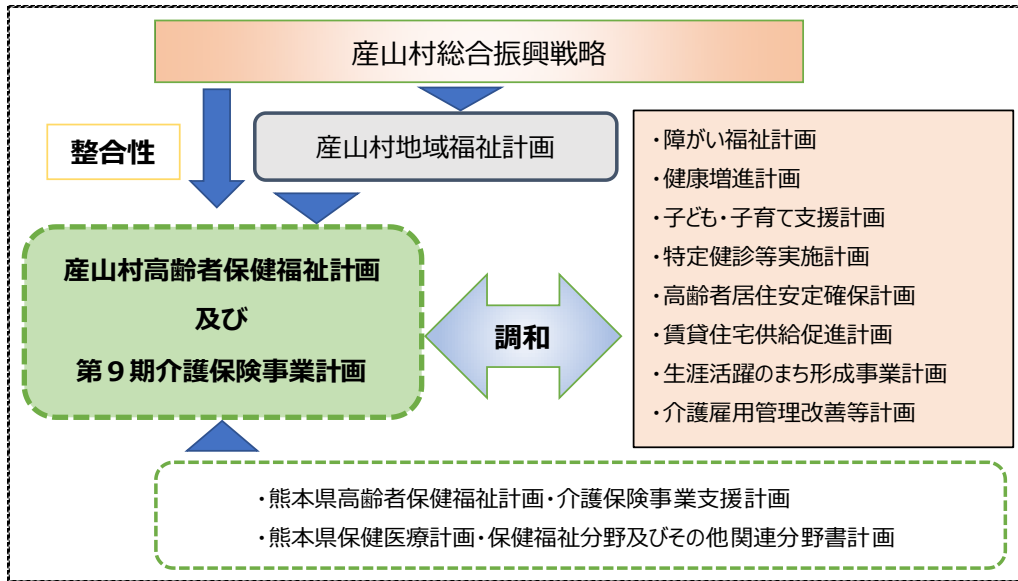 産山村総合振興戦略
整合性
産山村地域福祉計画
産山村高齢者保健福祉計画
及び
第９期介護保険事業計画
調和
・障がい福祉計画
・健康増進計画
・子ども・子育て支援計画
・特定健診等実施計画
・高齢者居住安定確保計画
・賃貸住宅供給促進計画
・生涯活躍のまち形成事業計画
・介護雇用管理改善等計画
・熊本県高齢者保健福祉計画・介護保険事業支援計画
・熊本県保健医療計画・保健福祉分野及びその他関連分野書計画